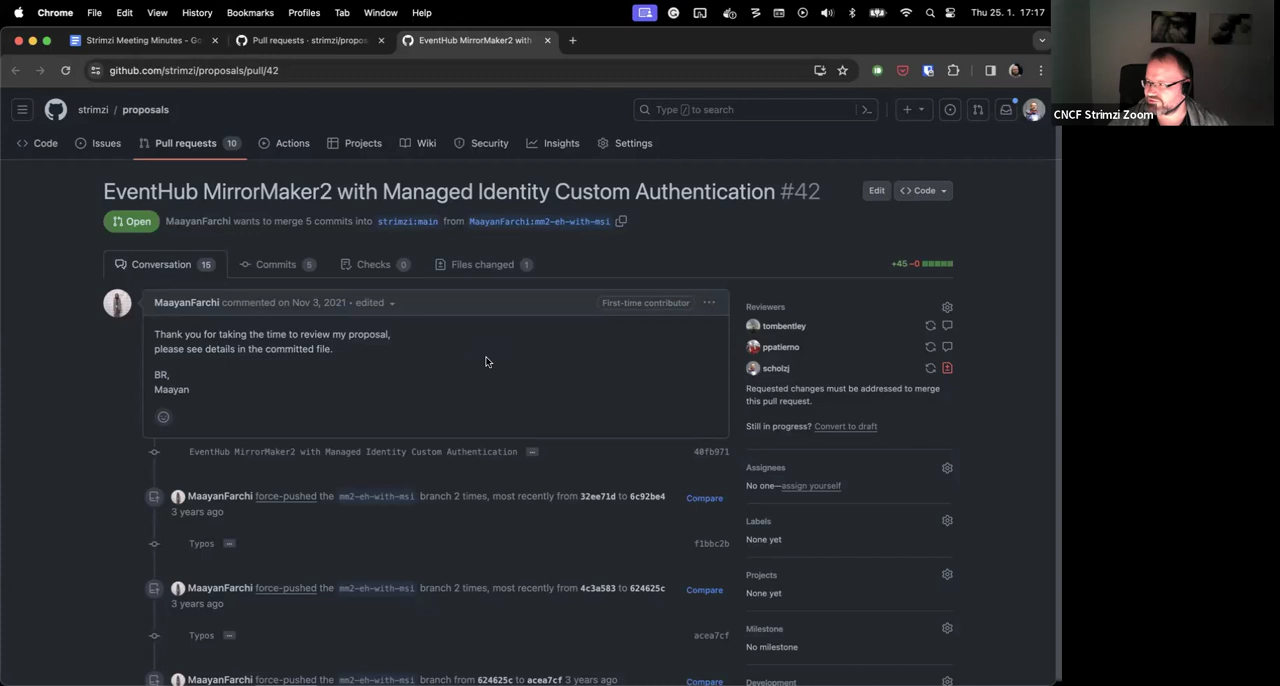 Chrome File Edit View History Bookmarks Profiles Tab Window Help Thu 25. 1. 17:17
Strimzi Meeting Minutes - Go
Pull requests · strimzi/propos
EventHub MirrorMaker2 with
github.com/strimzi/proposals/pull/42
CNCF Strimzi Zoom
strimzi / proposals
Type / to search
Code Issues Pull requests 10 Actions Projects Wiki Security Insights Settings
EventHub MirrorMaker2 with Managed Identity Custom Authentication #42
Edit <> Code
Open MaayanFarchi wants to merge 5 commits into strimzi:main from MaayanFarchi:mm2-eh-with-msi
Conversation 15 Commits 5 Checks 0 Files changed 1 +45 −0
MaayanFarchi commented on Nov 3, 2021 • edited First-time contributor ...
Thank you for taking the time to review my proposal,
please see details in the committed file.
BR,
Maayan
EventHub MirrorMaker2 with Managed Identity Custom Authentication ... 40fb971
MaayanFarchi force-pushed the mm2-eh-with-msi branch 2 times, most recently from 32ee71d to 6c92be4 Compare
3 years ago
Typos ... f1bbc2b
MaayanFarchi force-pushed the mm2-eh-with-msi branch 2 times, most recently from 4c3a583 to 624625c Compare
3 years ago
Typos ... acea7cf
MaayanFarchi force-pushed the mm2-eh-with-msi branch from 624625c to acea7cf 3 years ago Compare
Reviewers
tombentley
ppatierno
scholzj
Requested changes must be addressed to merge
this pull request.
Still in progress? Convert to draft
Assignees
No one—assign yourself
Labels
None yet
Projects
None yet
Milestone
No milestone
Development